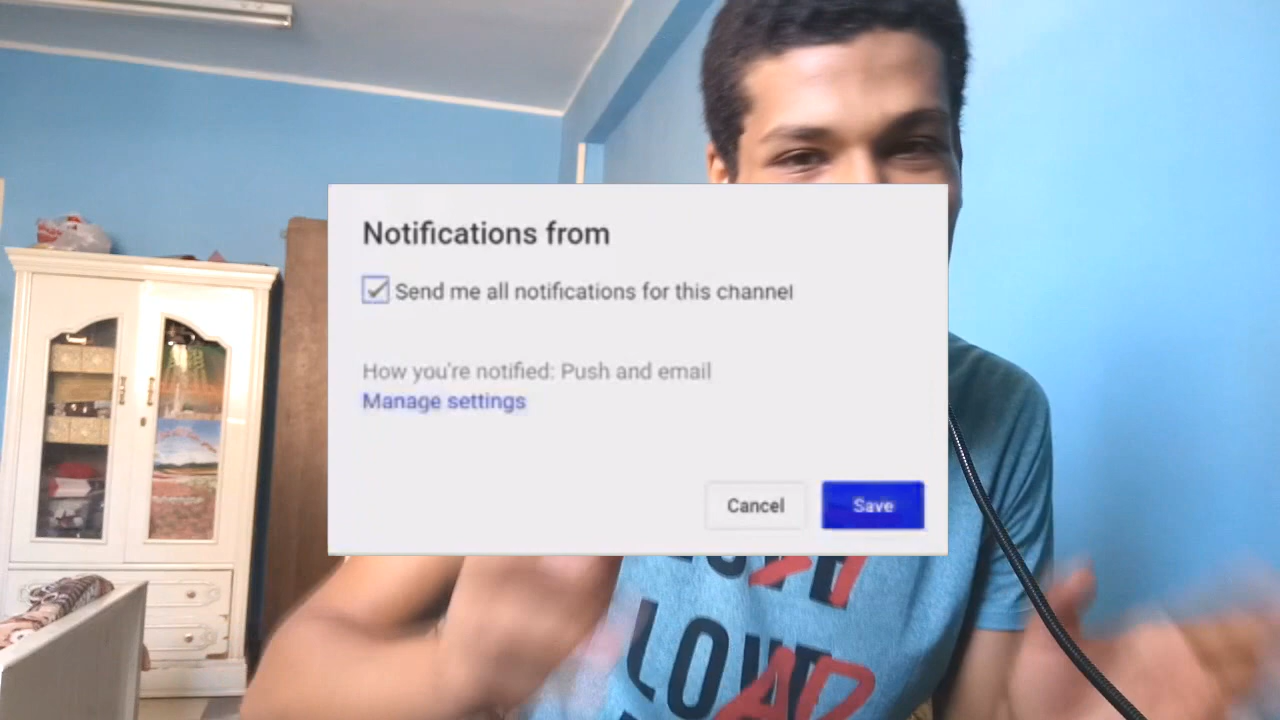 Notifications from
Send me all notifications for this channel
How you're notified: Push and email
Manage settings
Cancel
Save
LOUD